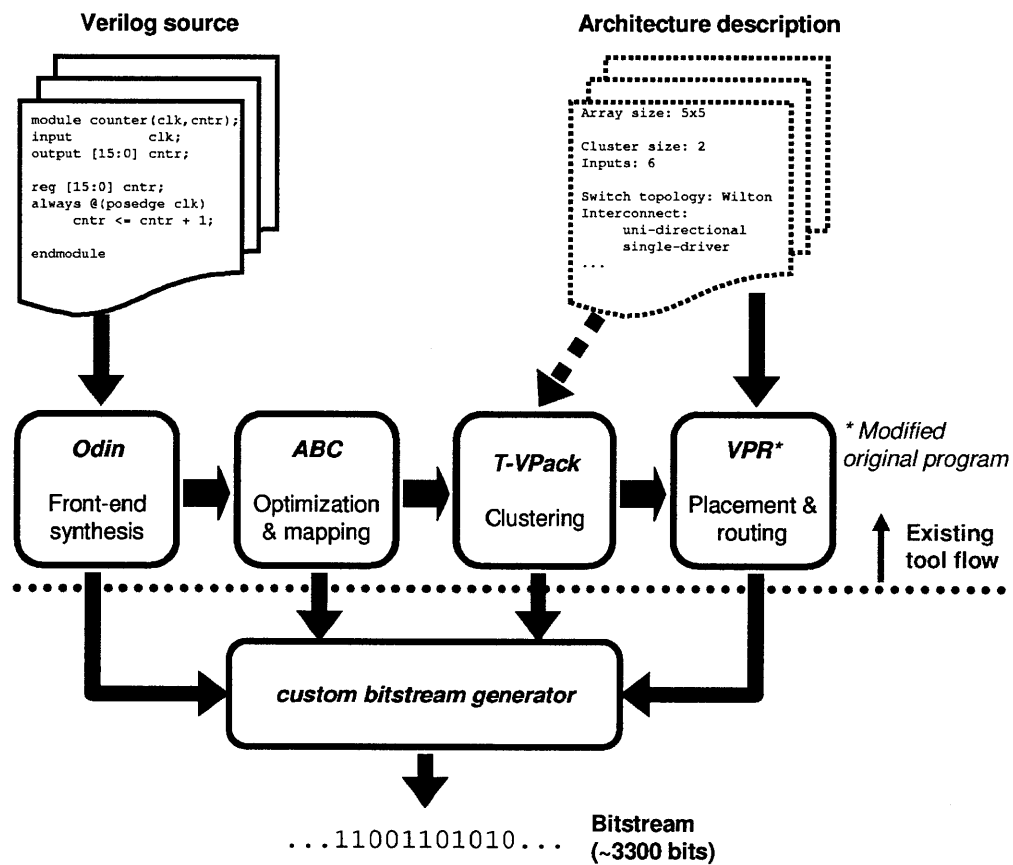 Verilog source
Architecture description
module counter(clk,cntr);
input clk;
output [15:0] cntr;
reg [15:0] cntr;
always @(posedge clk)
cntr <= cntr + 1;
endmodule
Array size: 5x5
Cluster size: 2
Inputs: 6
Switch topology: Wilton
Interconnect:
uni-directional
single-driver
...
Odin
Front-end
synthesis
ABC
Optimization
& mapping
T-VPack
Clustering
VPR*
Placement &
routing
* Modified
original program
Existing
tool flow
custom bitstream generator
...11001101010...
Bitstream
(~3300 bits)